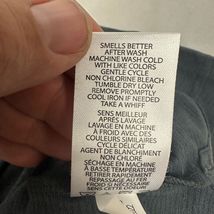 SMELLS BETTER
AFTER WASH
MACHINE WASH COLD
WITH LIKE COLORS
GENTLE CYCLE
NON CHLORINE BLEACH
TUMBLE DRY LOW
REMOVE PROMPTLY
COOL IRON IF NEEDED
TAKE A WHIFF
SENS MEILLEUR
APRÈS LAVAGE
LAVAGE À MACHINE
À FROID AVEC DES
COULEURS SIMILAIRES
CYCLE DÉLICAT
AGENT DE BLANCHIMENT
NON CHLORÉ
SÉCHAGE EN MACHINE
À BASSE TEMPÉRATURE
RETIRER RAPIDEMENT
REPASSAGE À
FROID SI NÉCESSAIRE
SENS DU